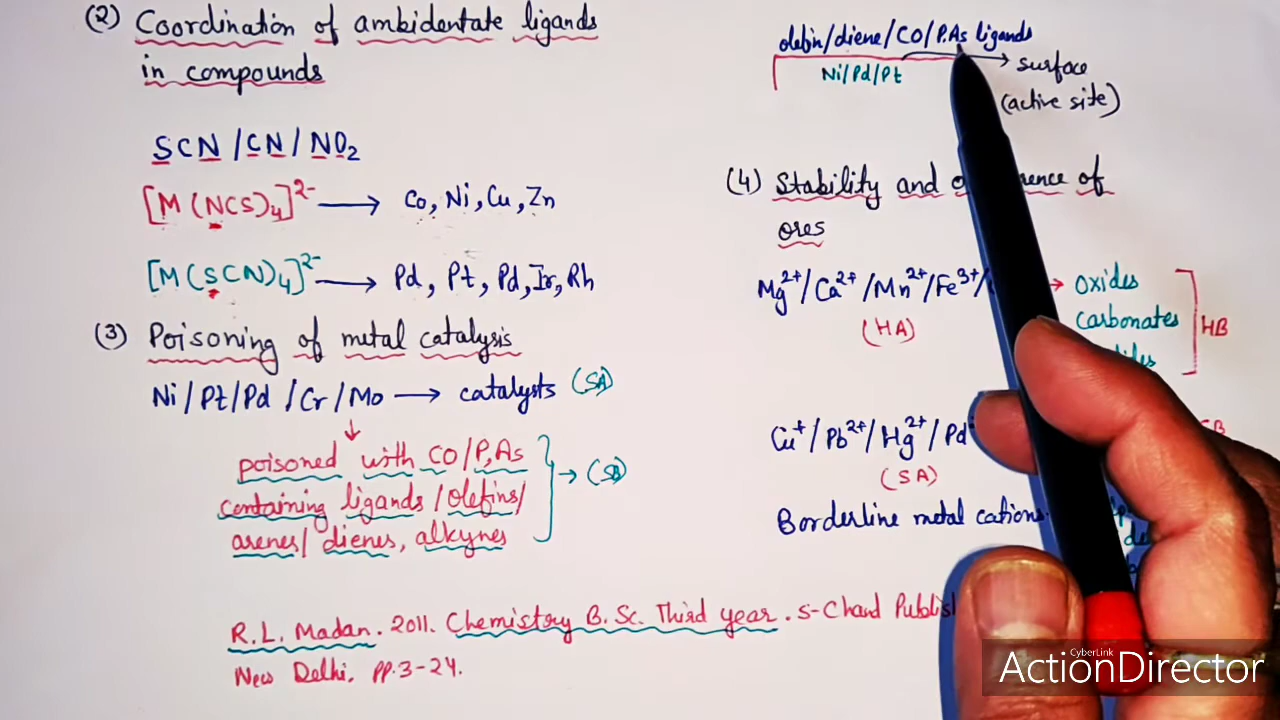 (2) Coordination of ambidentate ligands
in compounds
SCN / CN / NO2
[M(NCS)4]2- → Co, Ni, Cu, Zn
[M(SCN)4]2- → Pd, Pt, Pd, Ir, Rh
(3) Poisoning of metal catalysis
Ni / Pt / Pd / Cr / Mo → catalysts (SA)
↓
poisoned with CO/P,As
containing ligands / olefins/
arenes/ dienes, alkynes
→ (SB)
R.L. Madan. 2011. Chemistry B.Sc. Third year. S-Chand
New Delhi. pp.3-24.
olefin/diene/CO/P.As ligands
Ni/Pd/Pt → surface
(active site)
(4) Stability and of
ores
Mg2+/Ca2+/Mn2+/Fe3+/ → oxides
(HA) carbonates
HB
Cu+/Pb2+/Hg2+/Pd
(SA)
Borderline metal cations
CyberLink
ActionDirector